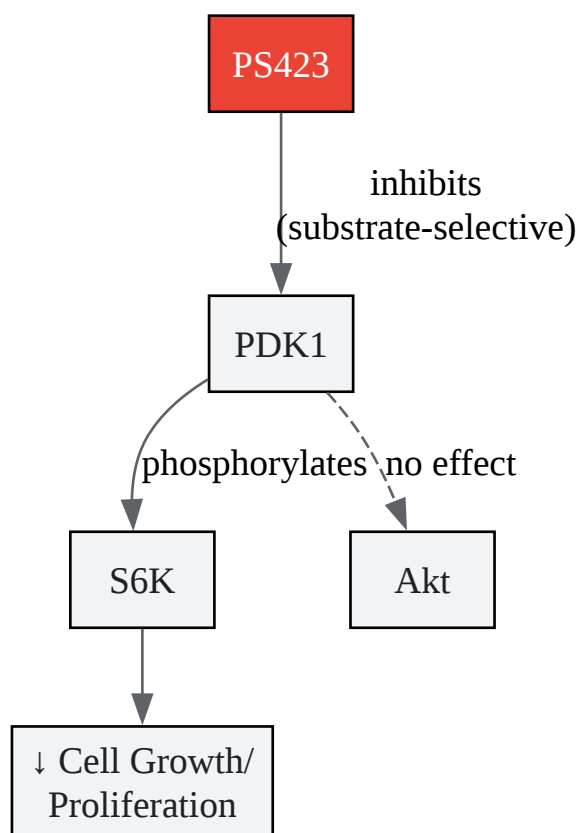 PS423
inhibits
(substrate-selective)
PDK1
phosphorylates
no effect
S6K
Akt
↓ Cell Growth/
Proliferation